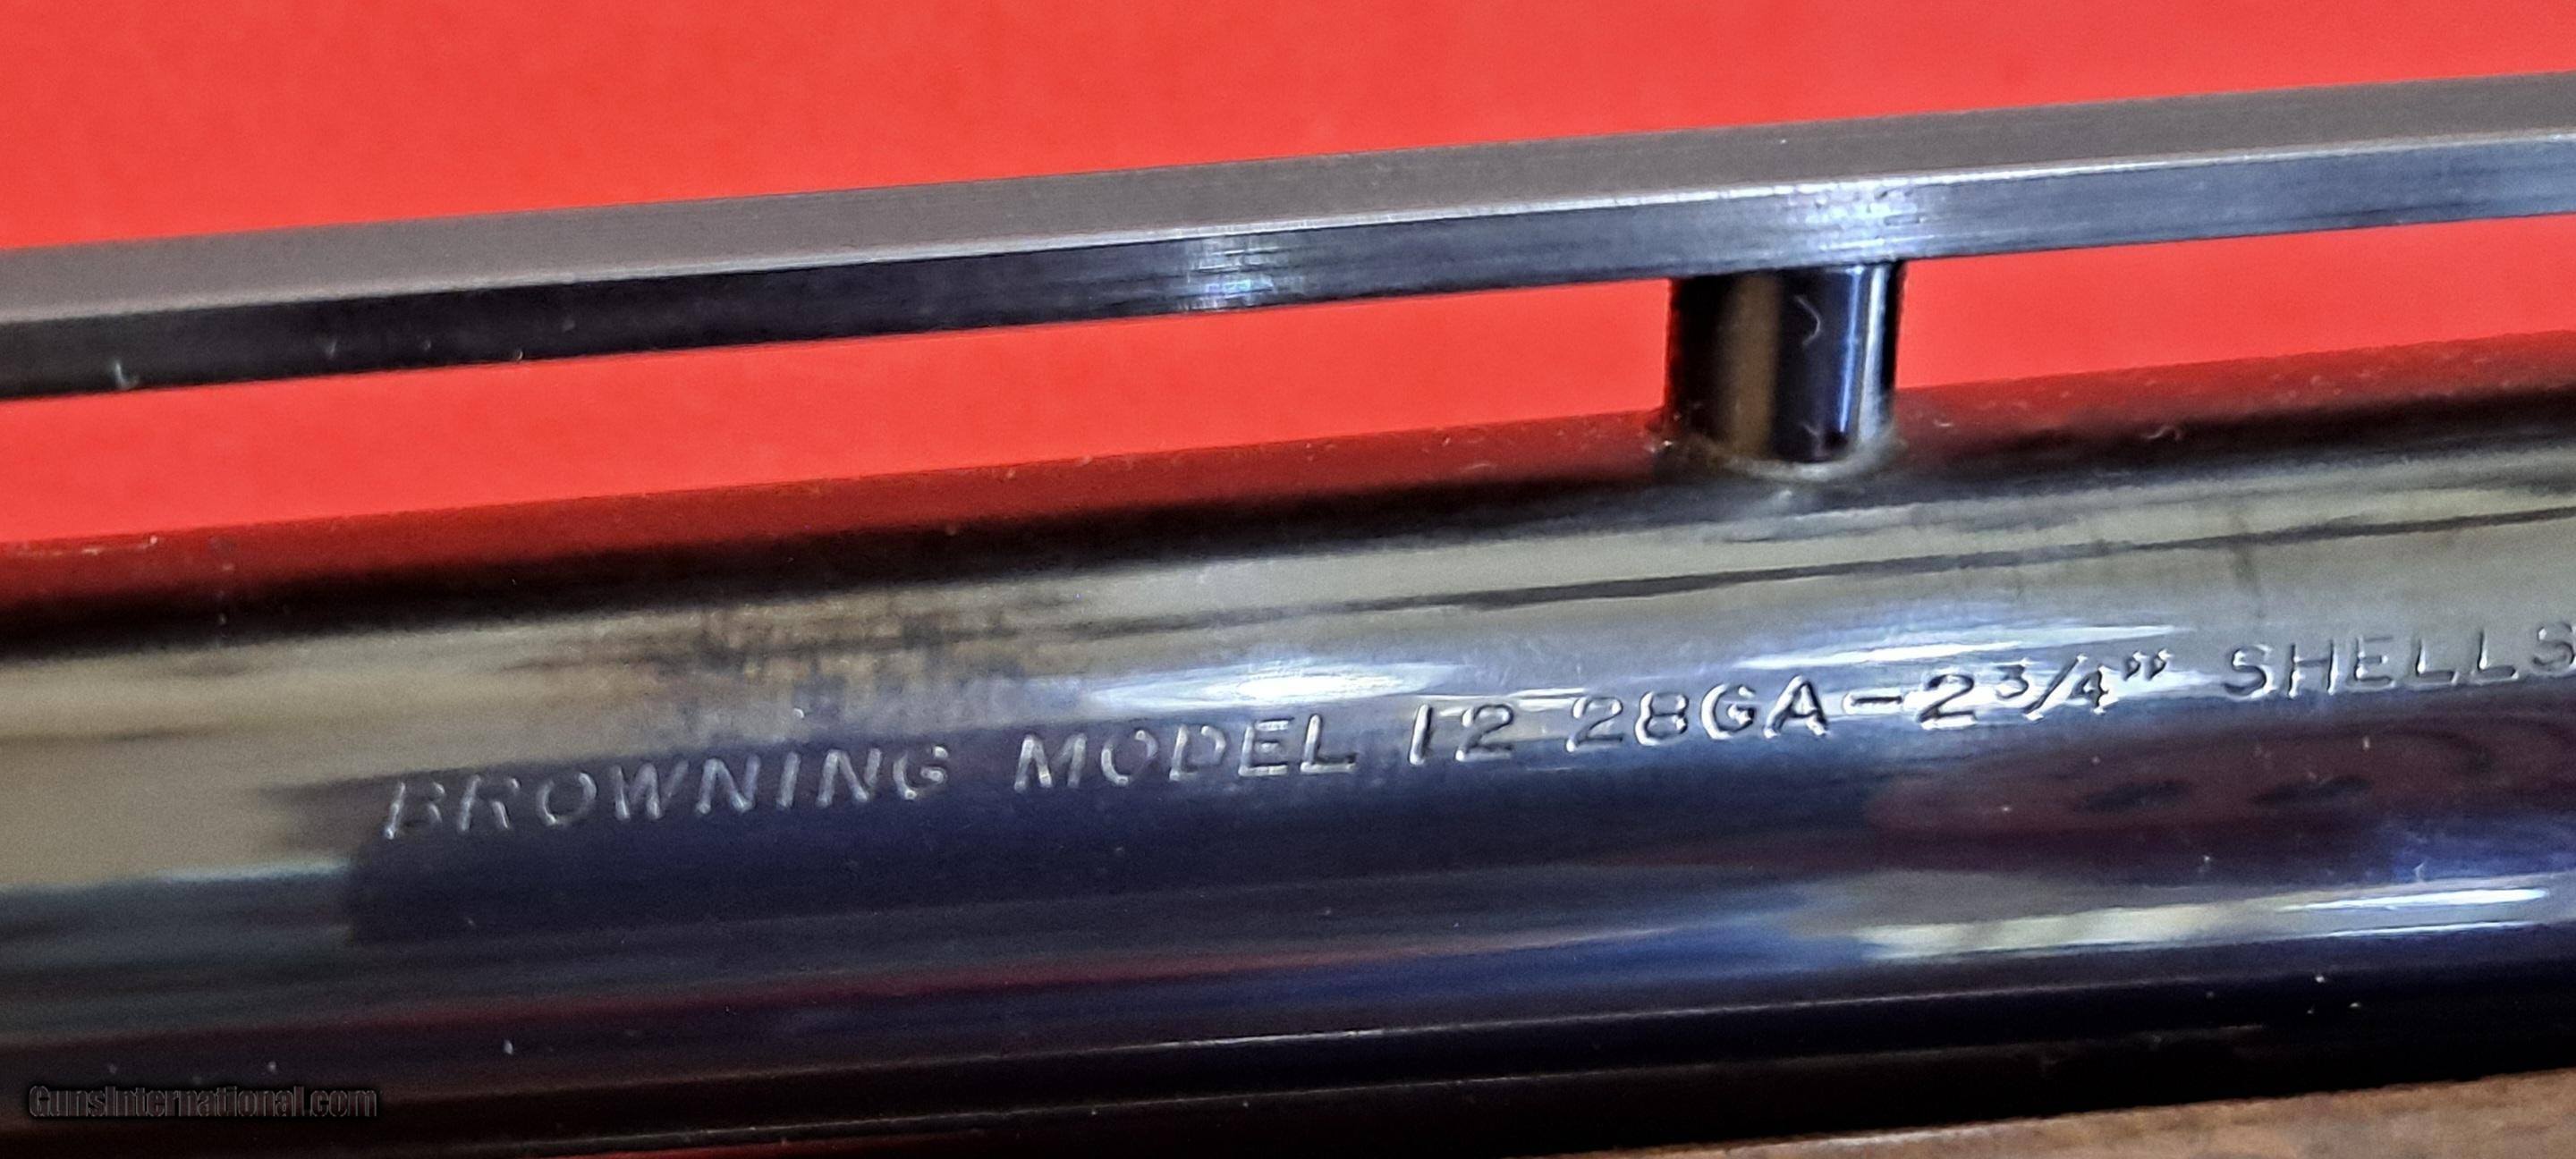 BROWNING MODEL 12 28GA-2¾" SHELLS
GunsInternational.com